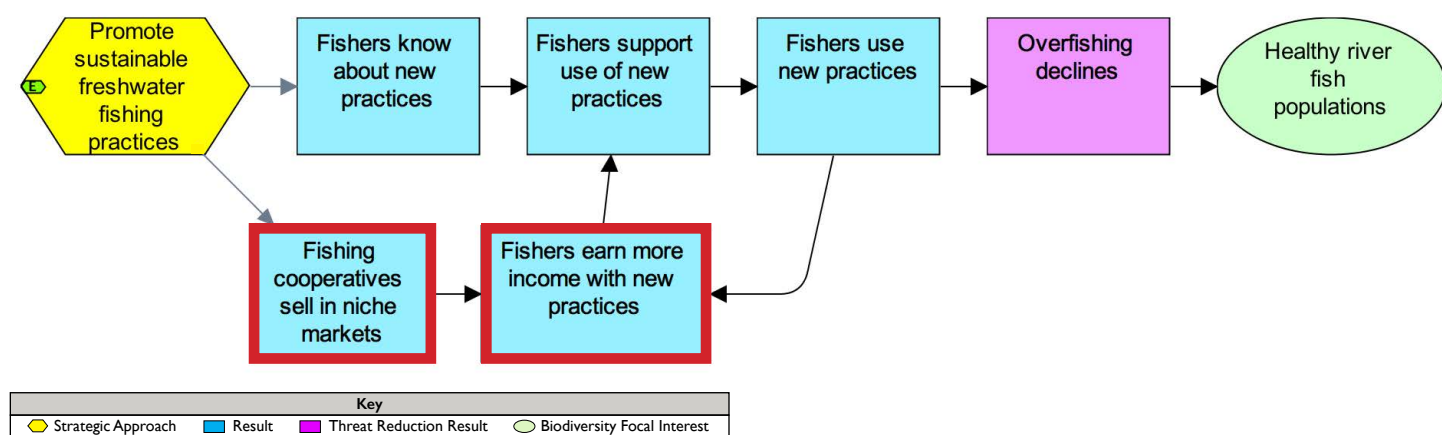 Promote
sustainable
freshwater
fishing
practices
E
Fishers know
about new
practices
Fishers support
use of new
practices
Fishers use
new practices
Overfishing
declines
Healthy river
fish
populations
Fishing
cooperatives
sell in niche
markets
Fishers earn more
income with new
practices
Key
Strategic Approach
Result
Threat Reduction Result
Biodiversity Focal Interest